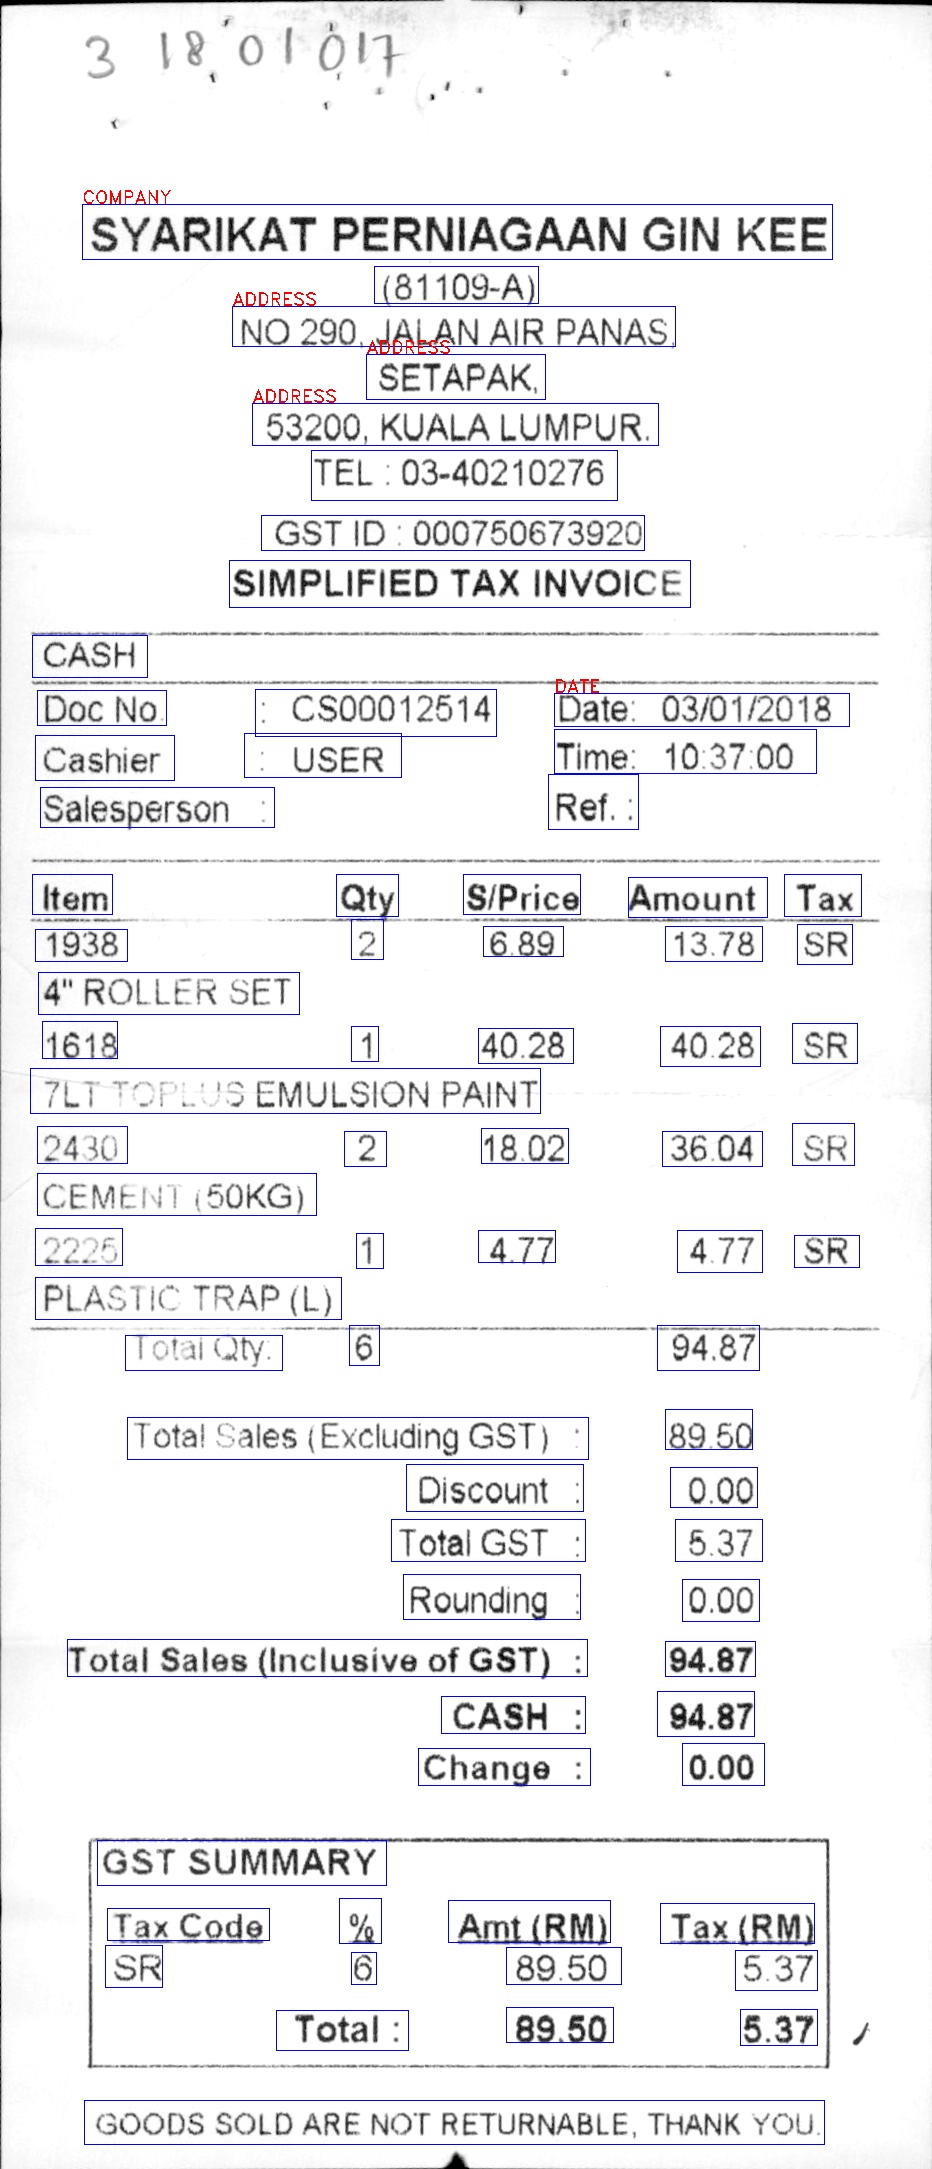 3 1801017
COMPANY
SYARIKAT PERNIAGAAN GIN KEE
(81109-A)
ADDRESS
NO 290, JALAN AIR PANAS,
ADDRESS
SETAPAK,
ADDRESS
53200, KUALA LUMPUR.
TEL : 03-40210276
GST ID : 000750673920
SIMPLIFIED TAX INVOICE
CASH
DATE
Doc No. : CS00012514 Date: 03/01/2018
Cashier : USER Time: 10:37:00
Salesperson : Ref. :
Item Qty S/Price Amount Tax
1938 2 6.89 13.78 SR
4" ROLLER SET
1618 1 40.28 40.28 SR
7LT TOPLUS EMULSION PAINT
2430 2 18.02 36.04 SR
CEMENT (50KG)
2225 1 4.77 4.77 SR
PLASTIC TRAP (L)
Total Qty: 6 94.87
Total Sales (Excluding GST) : 89.50
Discount : 0.00
Total GST : 5.37
Rounding : 0.00
Total Sales (Inclusive of GST) : 94.87
CASH : 94.87
Change : 0.00
GST SUMMARY
Tax Code % Amt (RM) Tax (RM)
SR 6 89.50 5.37
Total : 89.50 5.37
GOODS SOLD ARE NOT RETURNABLE, THANK YOU.